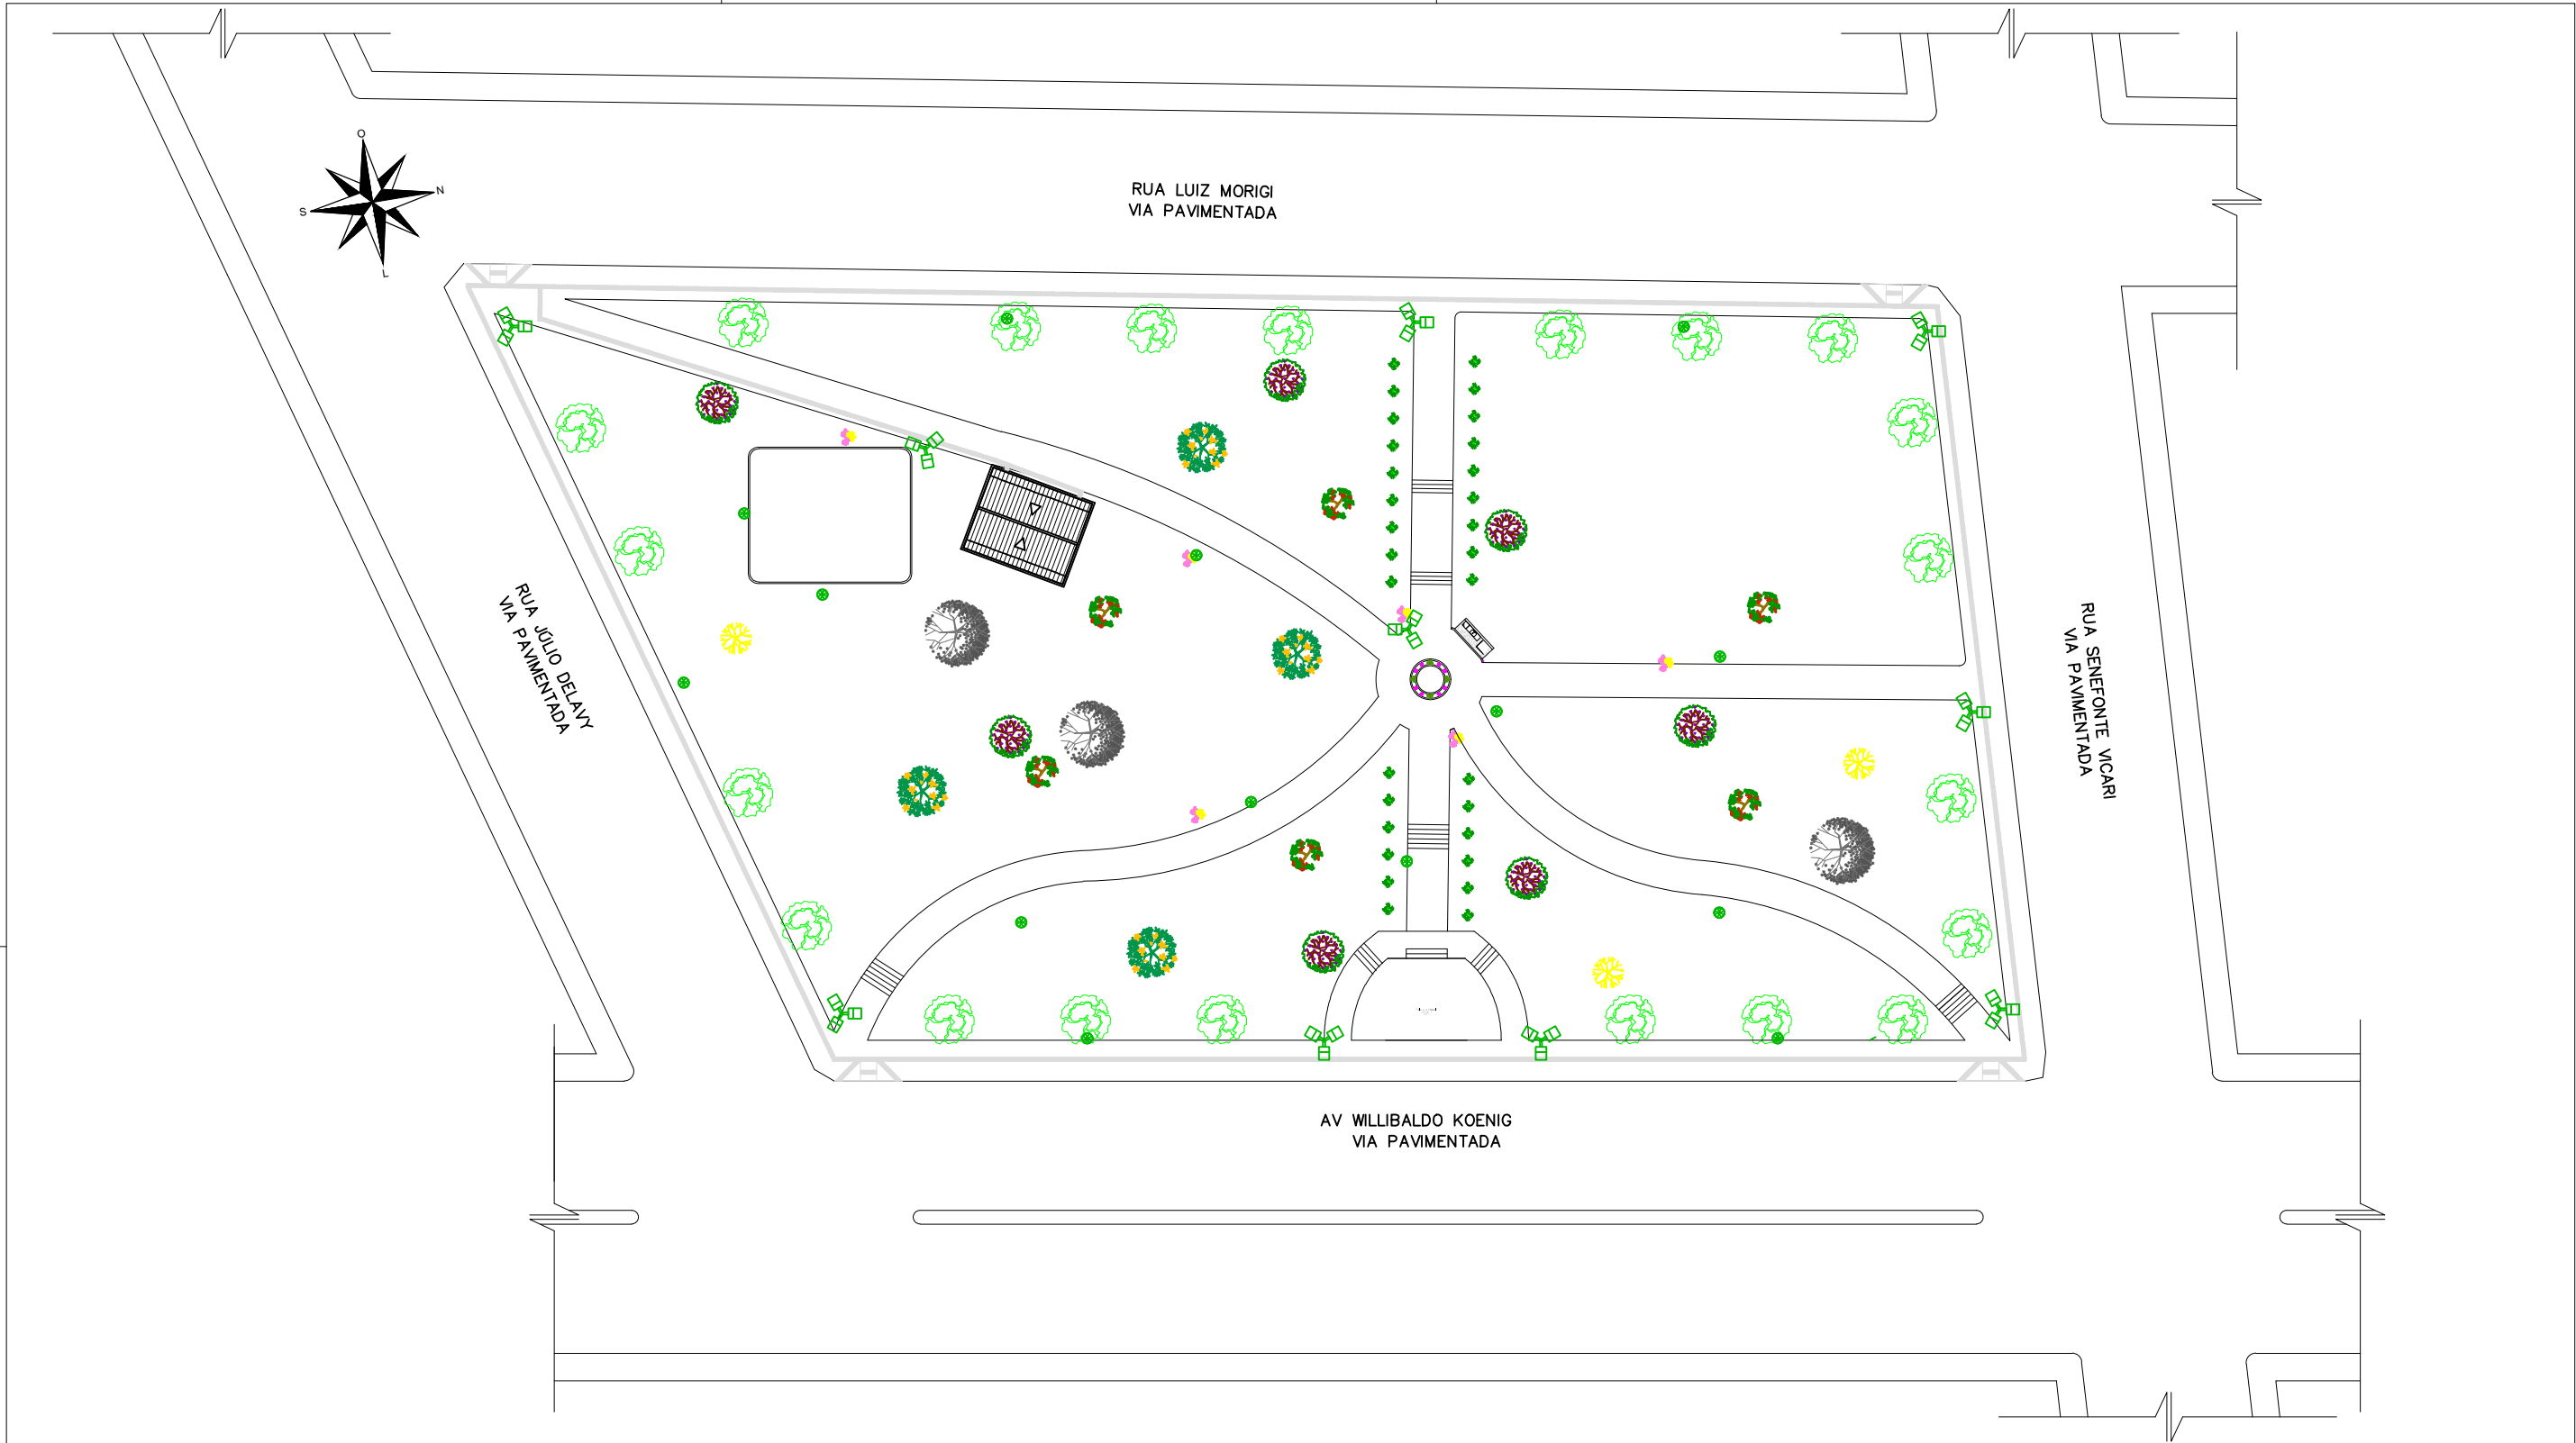 O
N
S
L
RUA LUIZ MORIGI
VIA PAVIMENTADA
RUA JÚLIO DELAVY
VIA PAVIMENTADA
RUA SENEFONTE VICARI
VIA PAVIMENTADA
AV WILLIBALDO KOENIG
VIA PAVIMENTADA